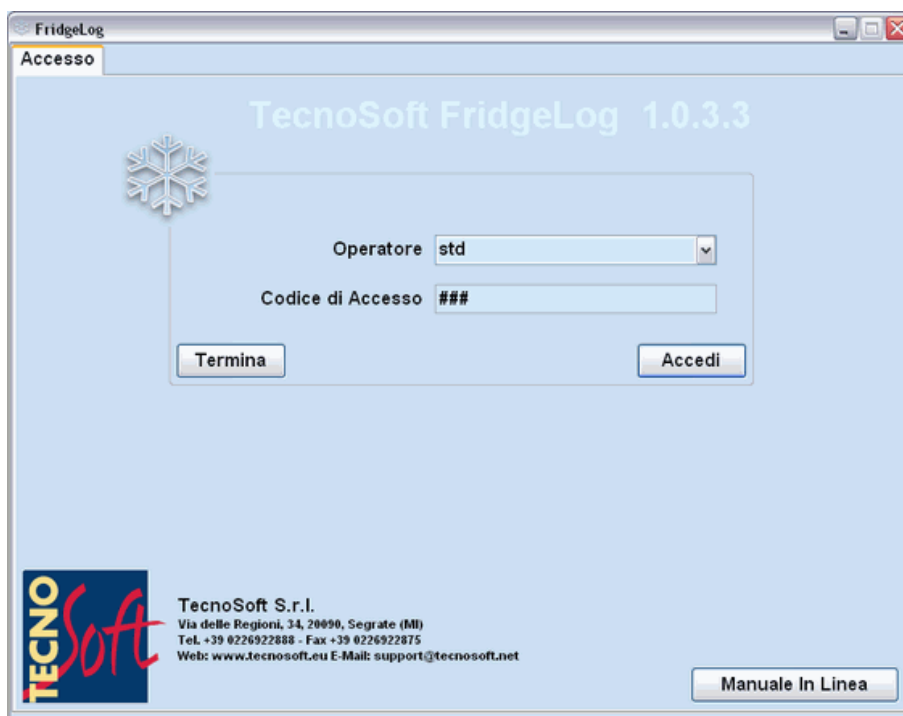 FridgeLog
Accesso
TecnoSoft FridgeLog 1.0.3.3
Operatore std
Codice di Accesso ###
Termina Accedi
TECNO Soft
TecnoSoft S.r.l.
Via delle Regioni, 34, 20090, Segrate (MI)
Tel. +39 0226922888 - Fax +39 0226922875
Web: www.tecnosoft.eu E-Mail: support@tecnosoft.net
Manuale In Linea